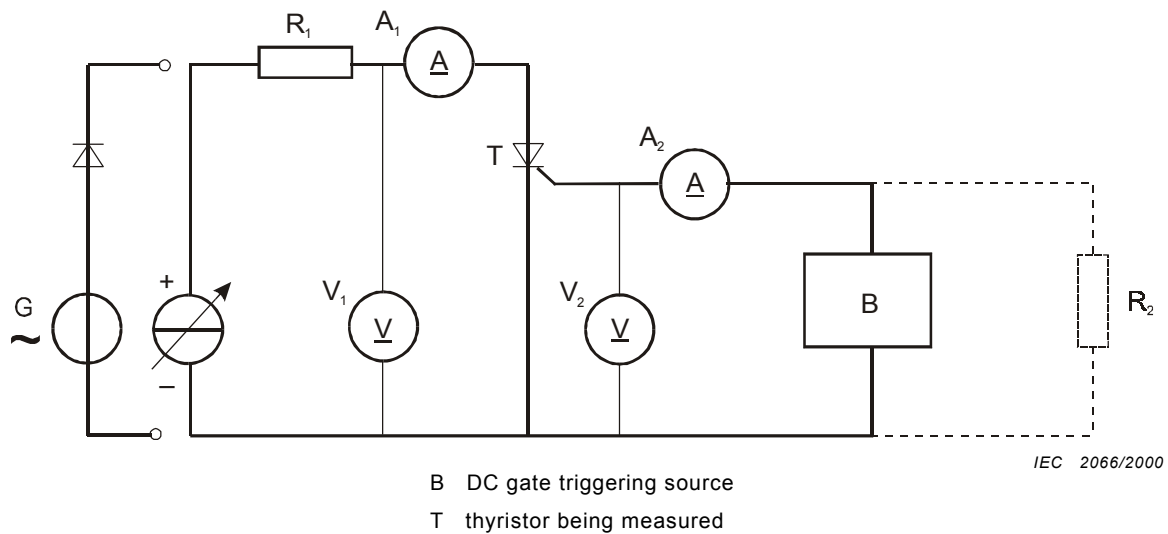 R₁
A₁
A
T
A₂
A
G
~
+
−
V₁
V
V₂
V
B
R₂
IEC 2066/2000
B DC gate triggering source
T thyristor being measured